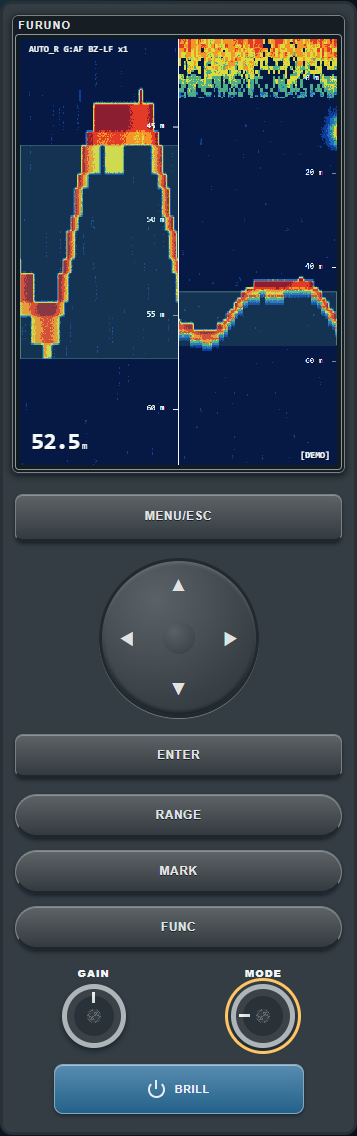 FURUNO
AUTO_R G:AF BZ-LF x1
45 m
50 m
55 m
60 m
20 m
40 m
60 m
52.5m
[DEMO]
MENU/ESC
ENTER
RANGE
MARK
FUNC
GAIN
MODE
BRILL